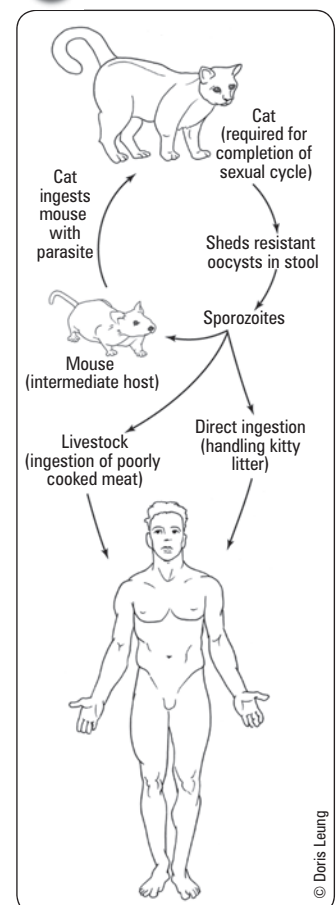 Cat
(required for
completion of
sexual cycle)
Cat
ingests
mouse
with
parasite
Sheds resistant
oocysts in stool
Sporozoites
Mouse
(intermediate host)
Livestock
(ingestion of poorly
cooked meat)
Direct ingestion
(handling kitty
litter)
© Doris Leung